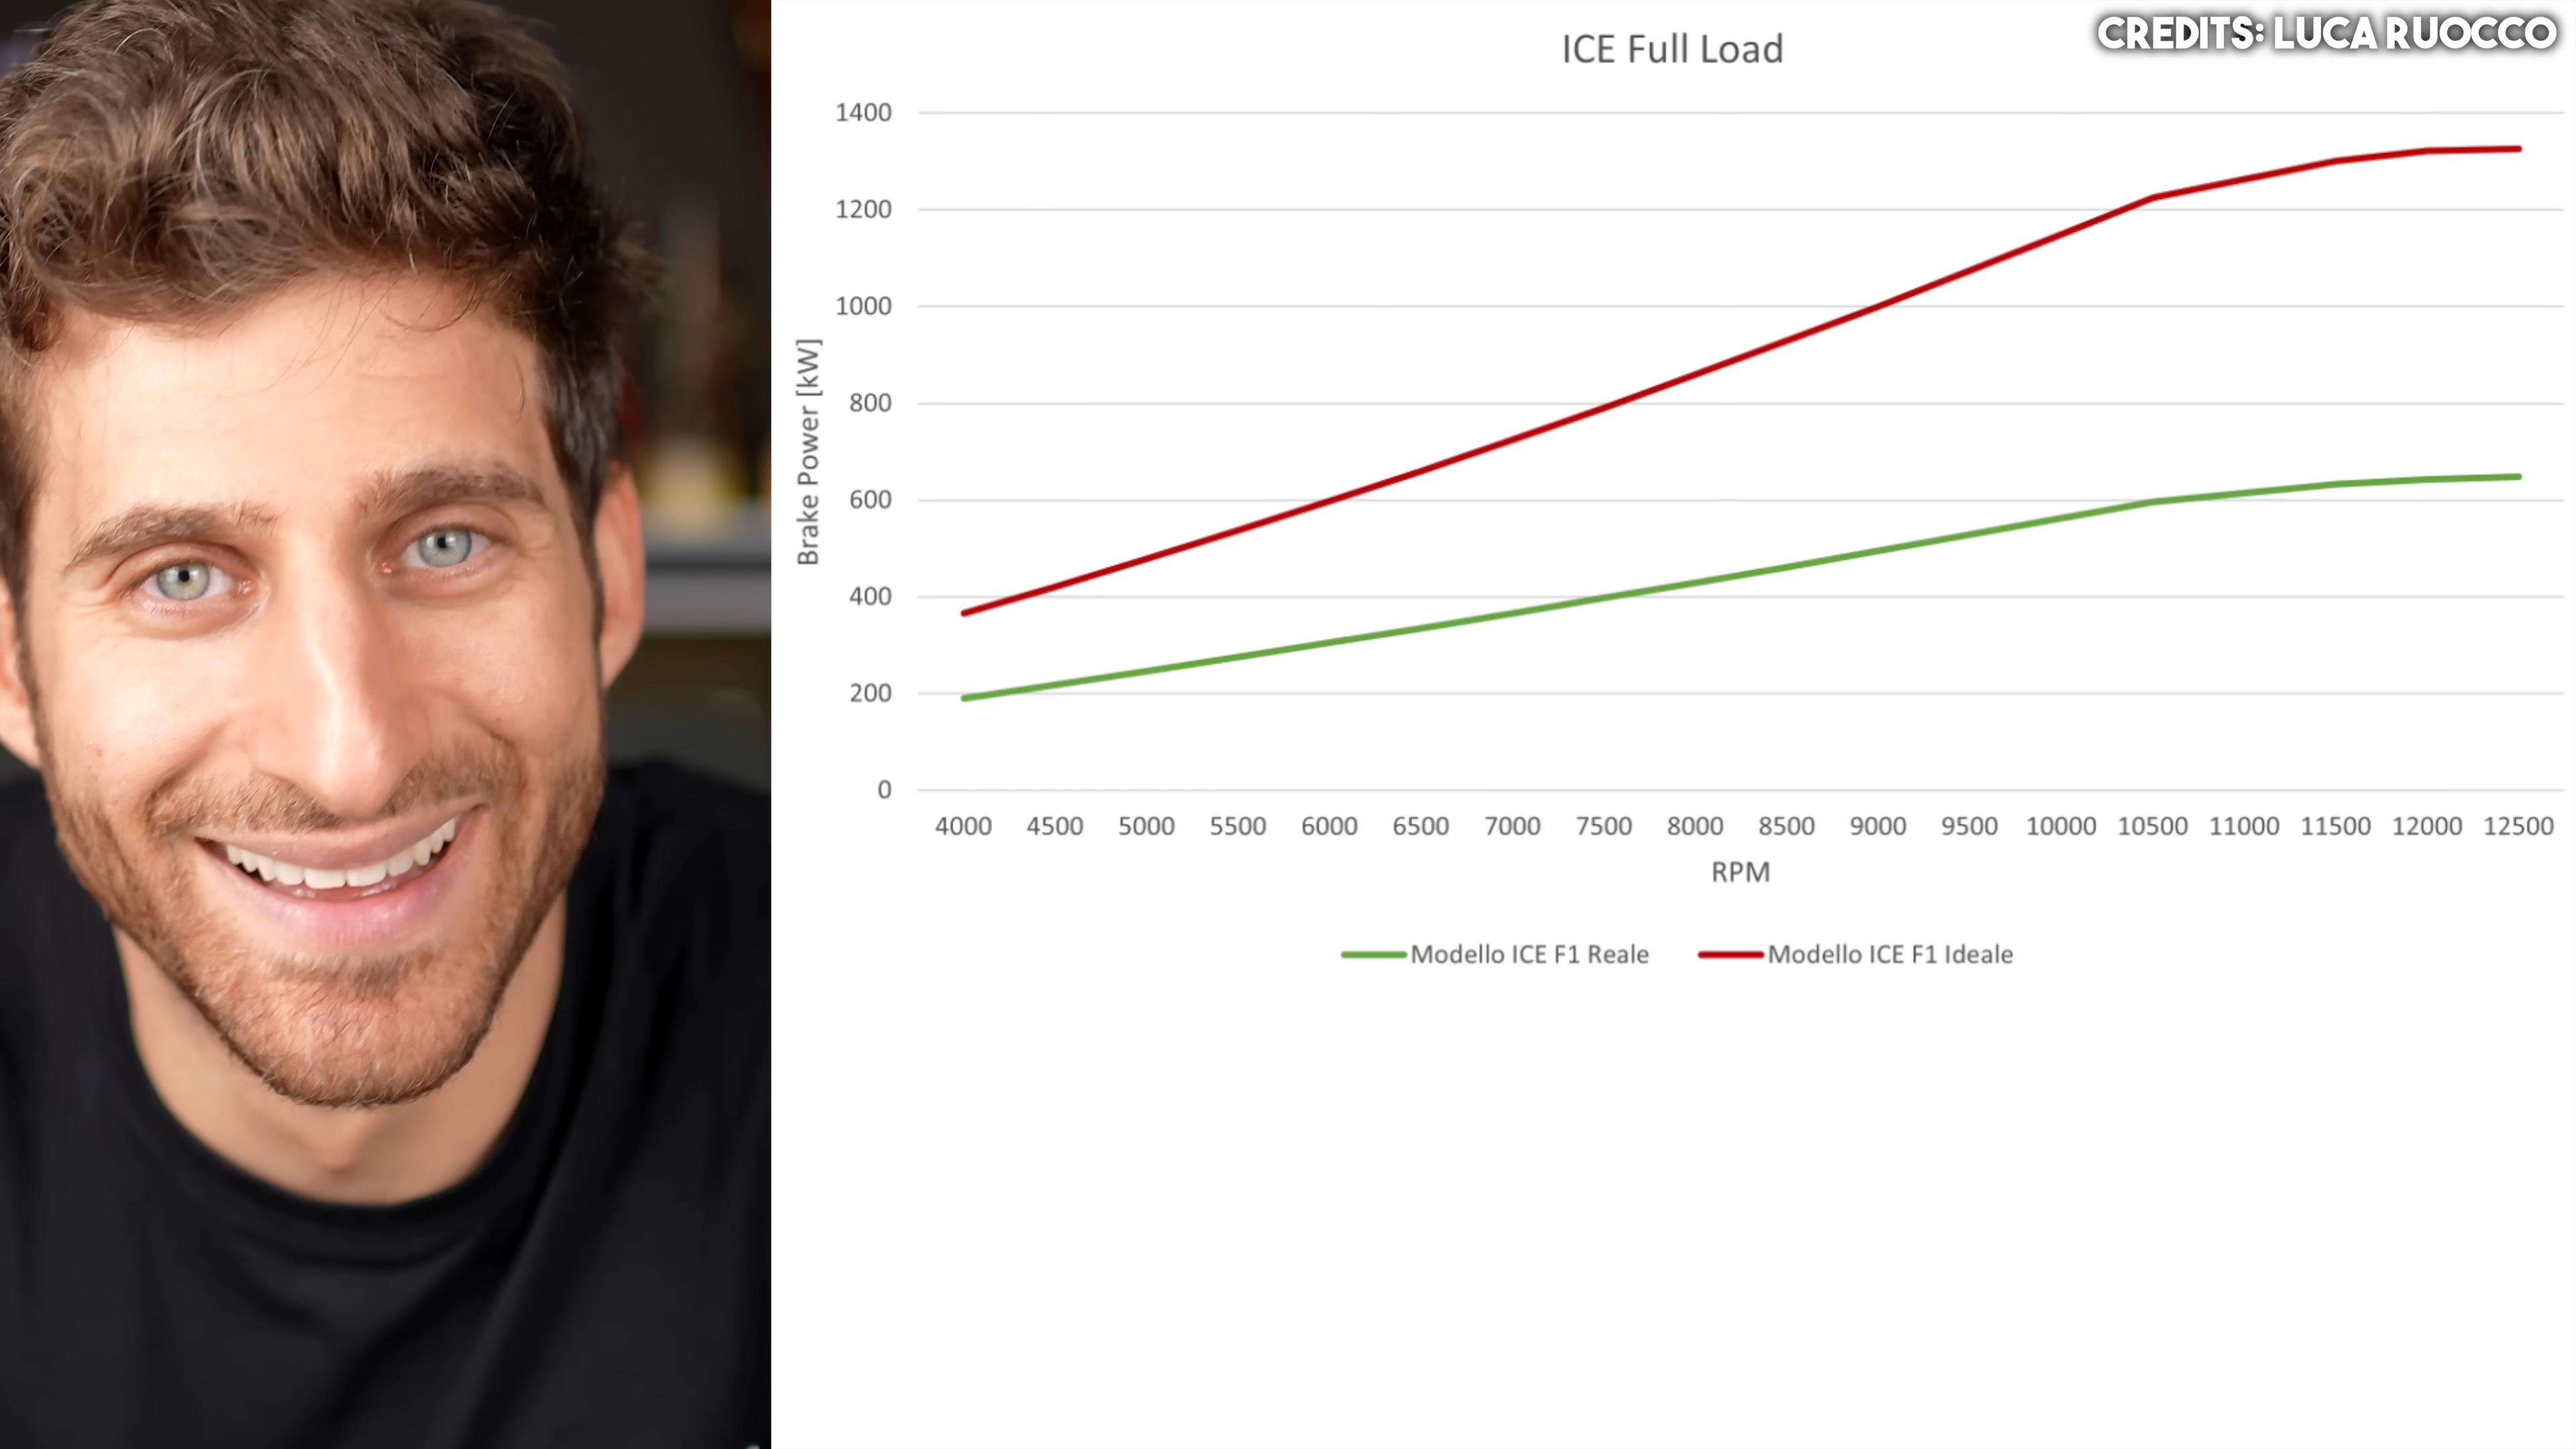 CREDITS: LUCA RUOCCO
ICE Full Load
Brake Power [kW]
1400
1200
1000
800
600
400
200
0
4000 4500 5000 5500 6000 6500 7000 7500 8000 8500 9000 9500 10000 10500 11000 11500 12000 12500
RPM
Modello ICE F1 Reale Modello ICE F1 Ideale